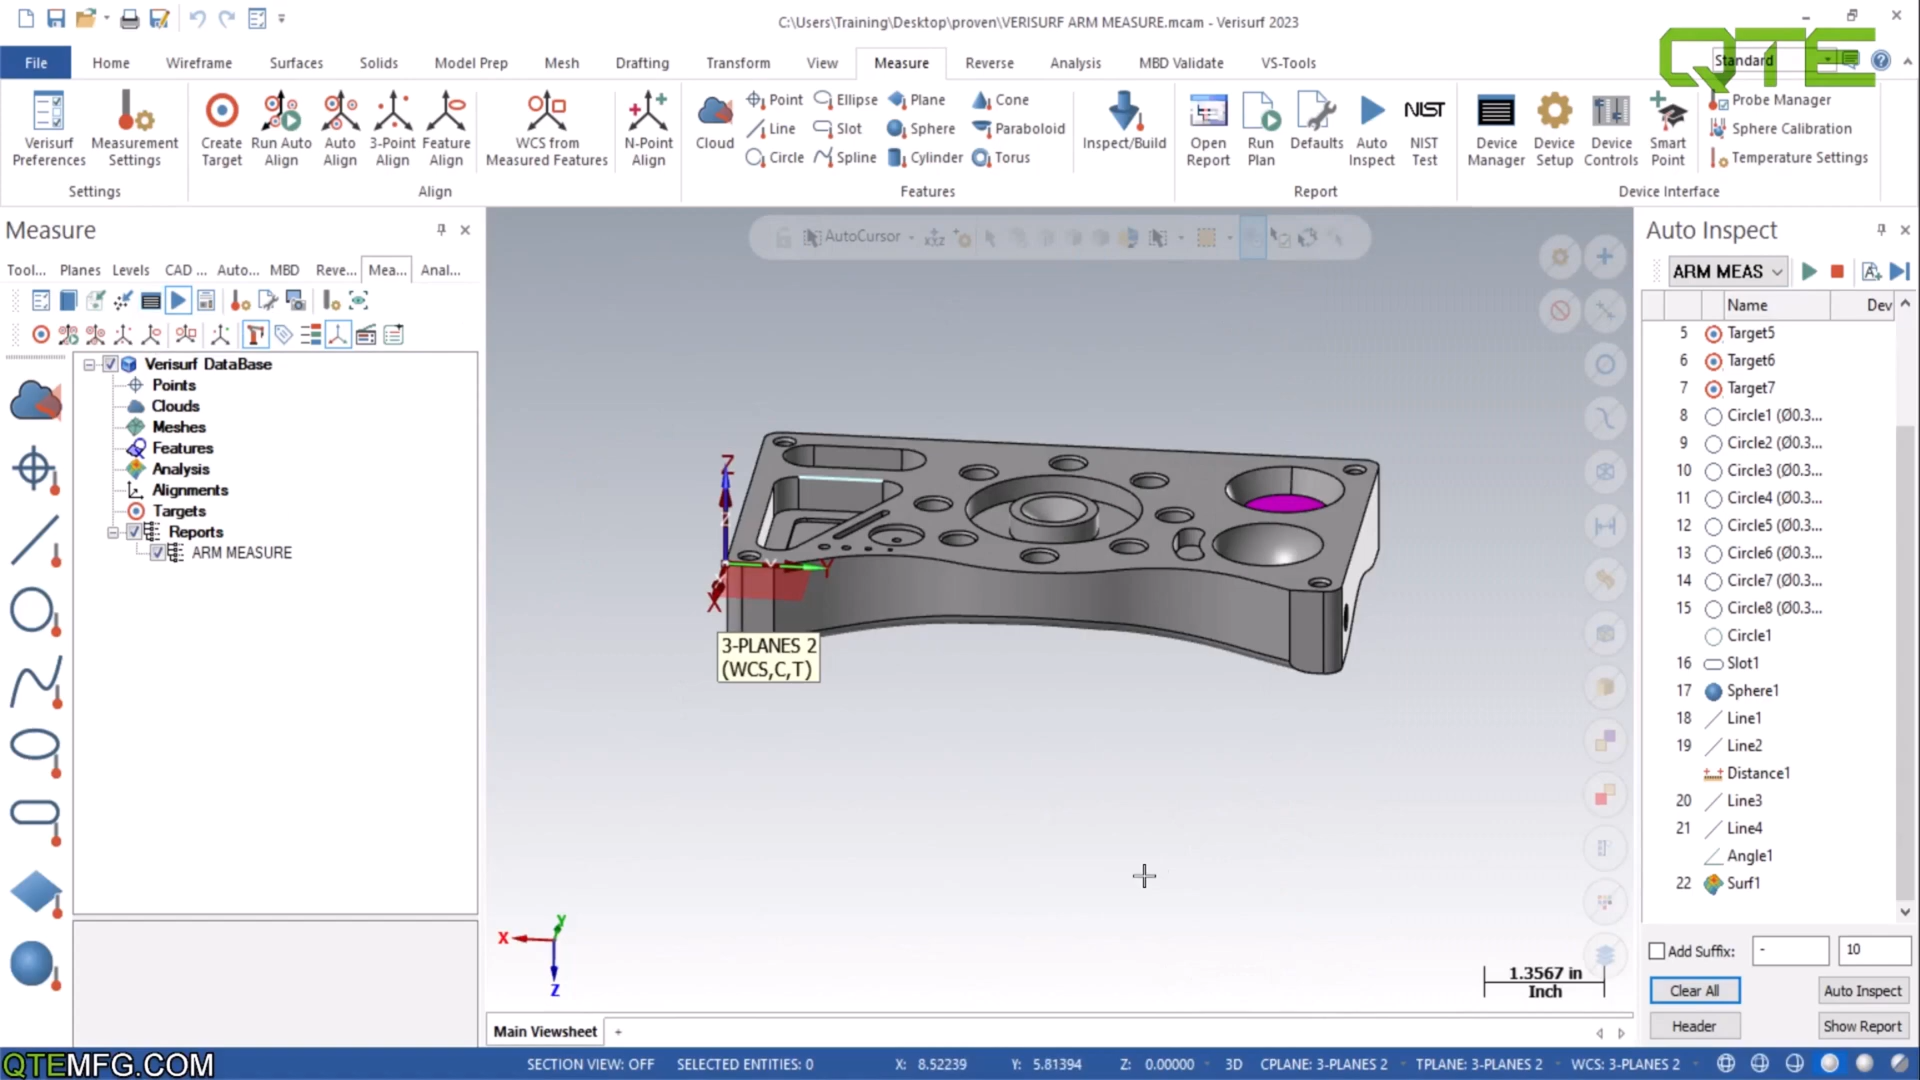 C:\Users\Training\Desktop\proven\VERISURF ARM MEASURE.mcam - Verisurf 2023
QTE
File Home Wireframe Surfaces Solids Model Prep Mesh Drafting Transform View Measure Reverse Analysis MBD Validate VS-Tools Standard
Verisurf Preferences
Measurement Settings
Settings
Create Target
Run Auto Align
Auto Align
3-Point Align
Feature Align
WCS from Measured Features
N-Point Align
Align
Cloud
Point Ellipse Plane Cone
Line Slot Sphere Paraboloid
Circle Spline Cylinder Torus
Features
Inspect/Build
Open Report
Run Plan
Defaults
Auto Inspect
NIST
NIST Test
Report
Device Manager
Device Setup
Device Controls
Smart Point
Probe Manager
Sphere Calibration
Temperature Settings
Device Interface
Measure
Tool... Planes Levels CAD ... Auto... MBD Reve... Mea... Anal...
Verisurf DataBase
Points
Clouds
Meshes
Features
Analysis
Alignments
Targets
Reports
ARM MEASURE
AutoCursor
Z
Y
X
3-PLANES 2
(WCS,C,T)
Y
X
Z
1.3567 in
Inch
Auto Inspect
ARM MEAS
Name Dev
5 Target5
6 Target6
7 Target7
8 Circle1 (Ø0.3...
9 Circle2 (Ø0.3...
10 Circle3 (Ø0.3...
11 Circle4 (Ø0.3...
12 Circle5 (Ø0.3...
13 Circle6 (Ø0.3...
14 Circle7 (Ø0.3...
15 Circle8 (Ø0.3...
Circle1
16 Slot1
17 Sphere1
18 Line1
19 Line2
Distance1
20 Line3
21 Line4
Angle1
22 Surf1
Add Suffix: - 10
Clear All Auto Inspect
Header Show Report
Main Viewsheet +
QTEMFG.COM
SECTION VIEW: OFF SELECTED ENTITIES: 0 X: 8.52239 Y: 5.81394 Z: 0.00000 3D CPLANE: 3-PLANES 2 TPLANE: 3-PLANES 2 WCS: 3-PLANES 2